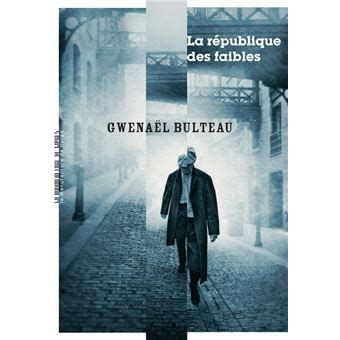 La république
des faibles
GWENAËL BULTEAU